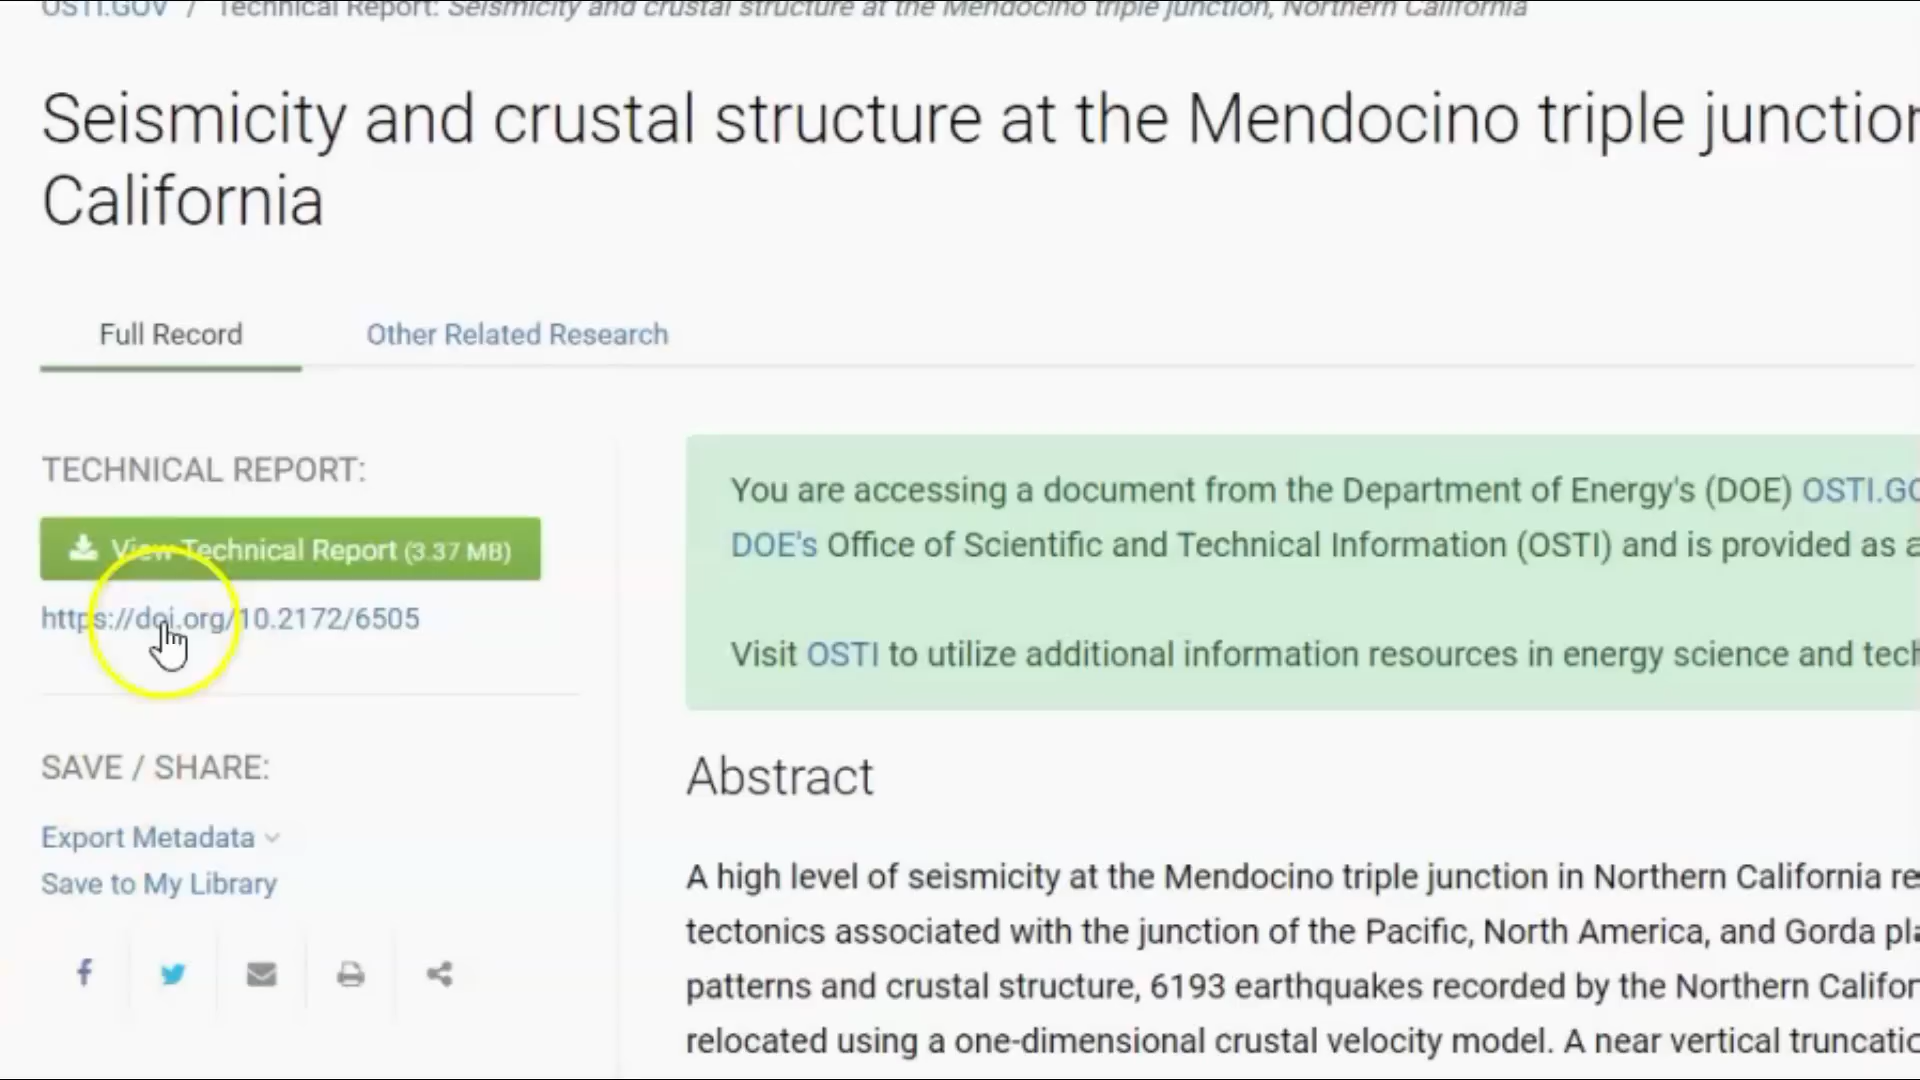 OSTI.GOV / Technical Report: Seismicity and crustal structure at the Mendocino triple junction, Northern California
Seismicity and crustal structure at the Mendocino triple junction
California
Full Record Other Related Research
TECHNICAL REPORT:
View Technical Report (3.37 MB)
https://doi.org/10.2172/6505
You are accessing a document from the Department of Energy's (DOE) OSTI.GO
DOE's Office of Scientific and Technical Information (OSTI) and is provided as a
Visit OSTI to utilize additional information resources in energy science and tech
SAVE / SHARE:
Export Metadata
Save to My Library
Abstract
A high level of seismicity at the Mendocino triple junction in Northern California re
tectonics associated with the junction of the Pacific, North America, and Gorda pla
patterns and crustal structure, 6193 earthquakes recorded by the Northern Califor
relocated using a one-dimensional crustal velocity model. A near vertical truncatio